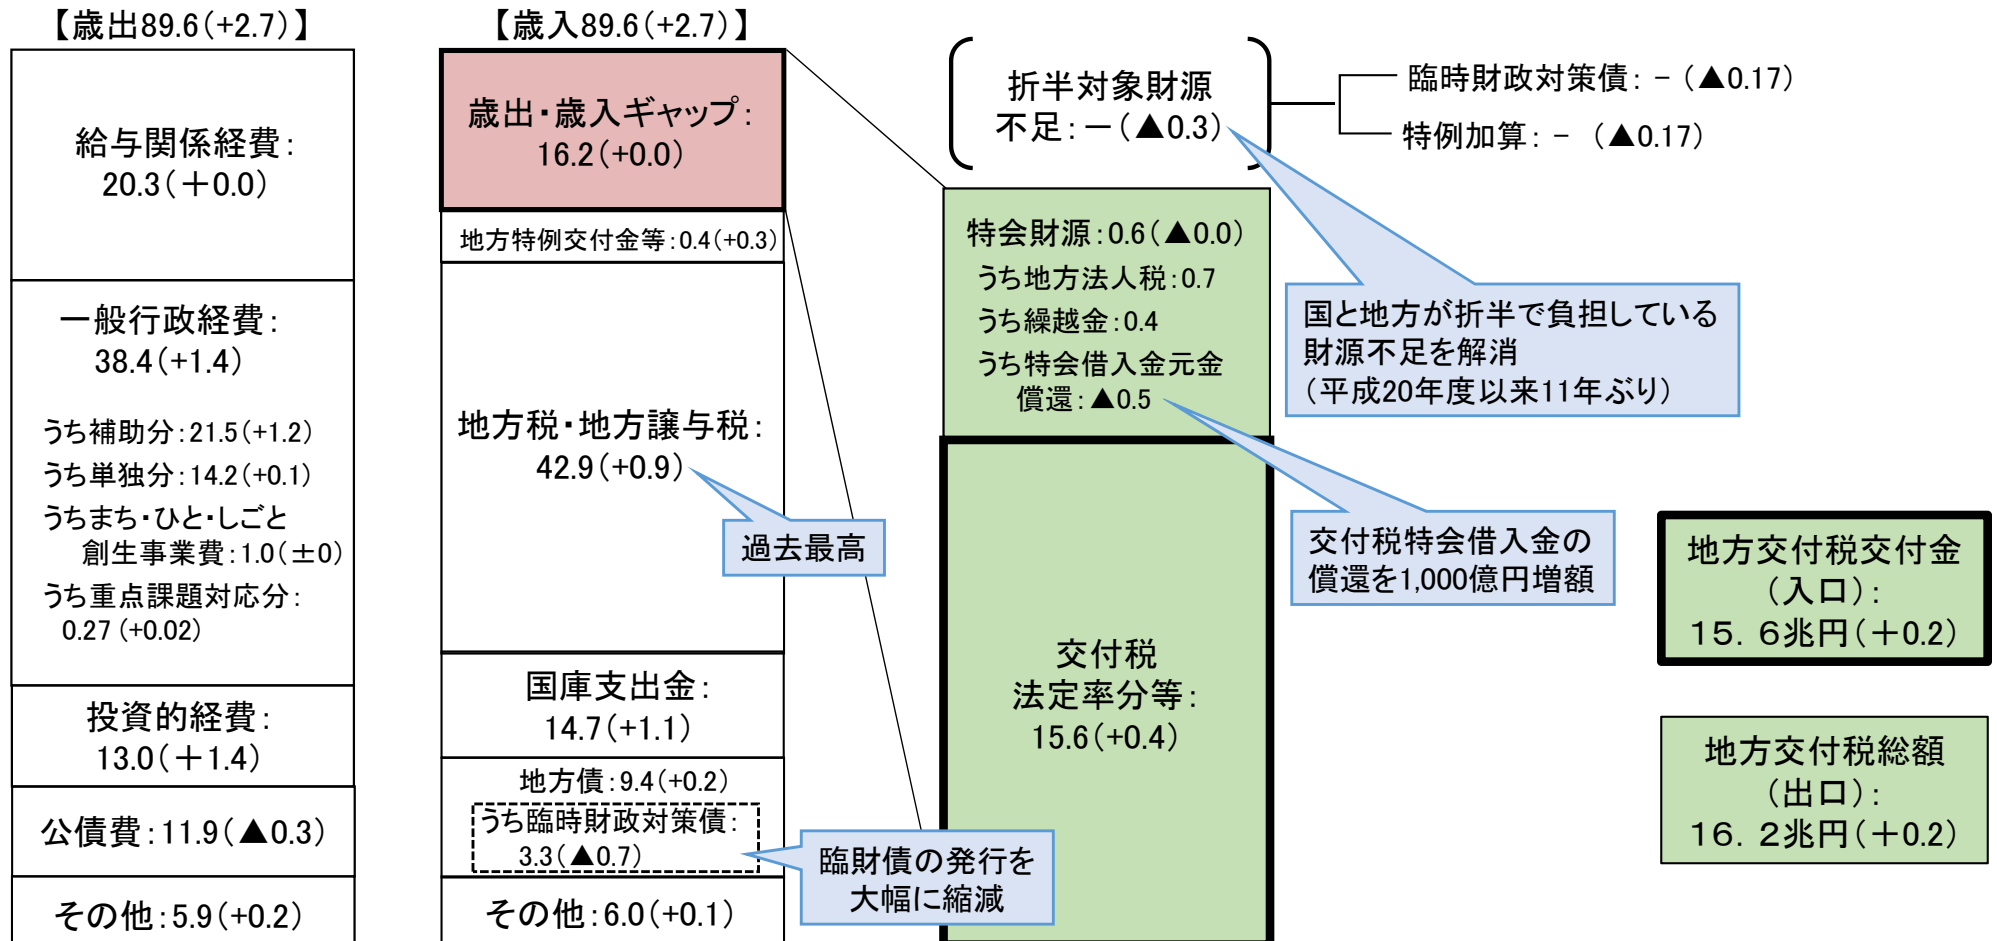 【歳出89.6(+2.7)】
給与関係経費:
20.3(＋0.0)
一般行政経費:
38.4(+1.4)
うち補助分:21.5(+1.2)
うち単独分:14.2(+0.1)
うちまち・ひと・しごと
創生事業費:1.0(±0)
うち重点課題対応分:
0.27(+0.02)
投資的経費:
13.0(＋1.4)
公債費:11.9(▲0.3)
その他:5.9(+0.2)
【歳入89.6(+2.7)】
歳出・歳入ギャップ:
16.2(+0.0)
地方特例交付金等:0.4(+0.3)
地方税・地方譲与税:
42.9(+0.9)
過去最高
国庫支出金:
14.7(+1.1)
地方債:9.4(+0.2)
うち臨時財政対策債:
3.3(▲0.7)
臨財債の発行を
大幅に縮減
その他:6.0(+0.1)
折半対象財源
不足:－(▲0.3)
臨時財政対策債: － (▲0.17)
特例加算: － (▲0.17)
特会財源:0.6(▲0.0)
うち地方法人税:0.7
うち繰越金:0.4
うち特会借入金元金
償還:▲0.5
国と地方が折半で負担している
財源不足を解消
(平成20年度以来11年ぶり)
交付税特会借入金の
償還を1,000億円増額
交付税
法定率分等:
15.6(+0.4)
地方交付税交付金
(入口):
１５．６兆円(＋0.2)
地方交付税総額
(出口):
１６．２兆円(＋0.2)